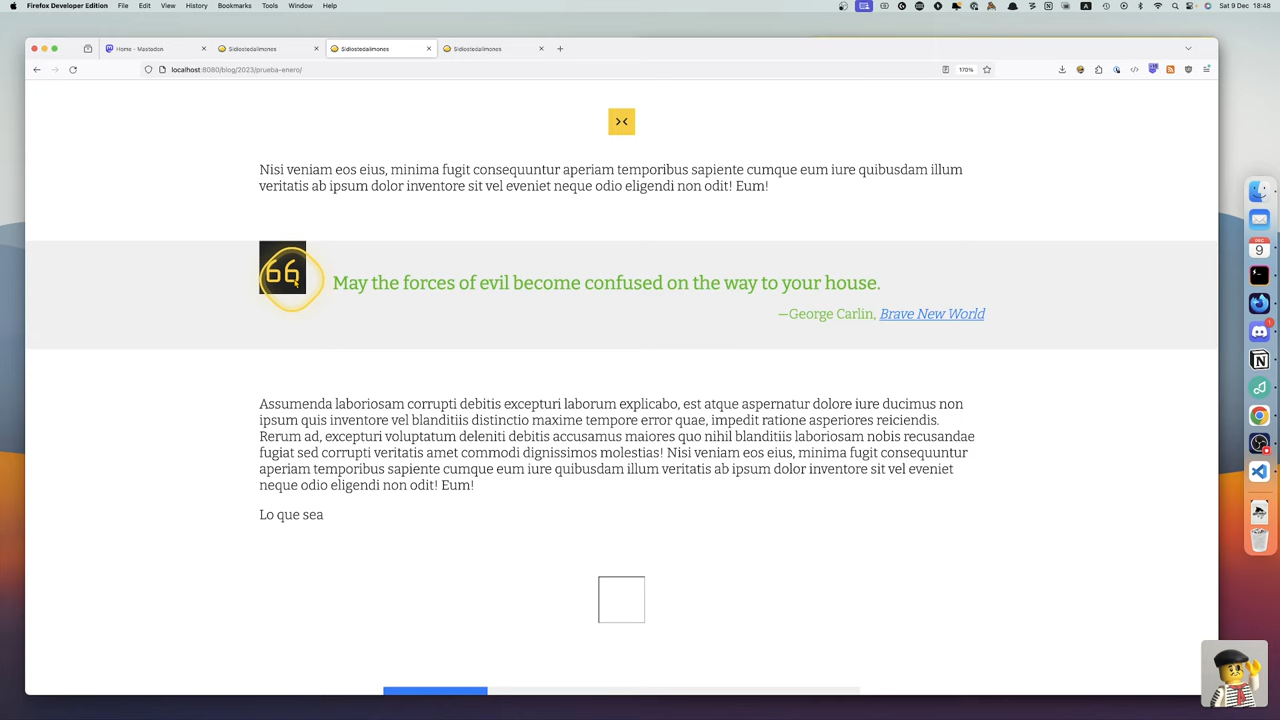 Firefox Developer Edition File Edit View History Bookmarks Tools Window Help
Sat 9 Dec 18:48
Home - Mastodon
Sidiostedalimones
Sidiostedalimones
Sidiostedalimones
localhost:8080/blog/2023/prueba-enero/
170%
Nisi veniam eos eius, minima fugit consequuntur aperiam temporibus sapiente cumque eum iure quibusdam illum
veritatis ab ipsum dolor inventore sit vel eveniet neque odio eligendi non odit! Eum!
May the forces of evil become confused on the way to your house.
—George Carlin, Brave New World
Assumenda laboriosam corrupti debitis excepturi laborum explicabo, est atque aspernatur dolore iure ducimus non
ipsum quis inventore vel blanditiis distinctio maxime tempore error quae, impedit ratione asperiores reiciendis.
Rerum ad, excepturi voluptatum deleniti debitis accusamus maiores quo nihil blanditiis laboriosam nobis recusandae
fugiat sed corrupti veritatis amet commodi dignissimos molestias! Nisi veniam eos eius, minima fugit consequuntur
aperiam temporibus sapiente cumque eum iure quibusdam illum veritatis ab ipsum dolor inventore sit vel eveniet
neque odio eligendi non odit! Eum!
Lo que sea